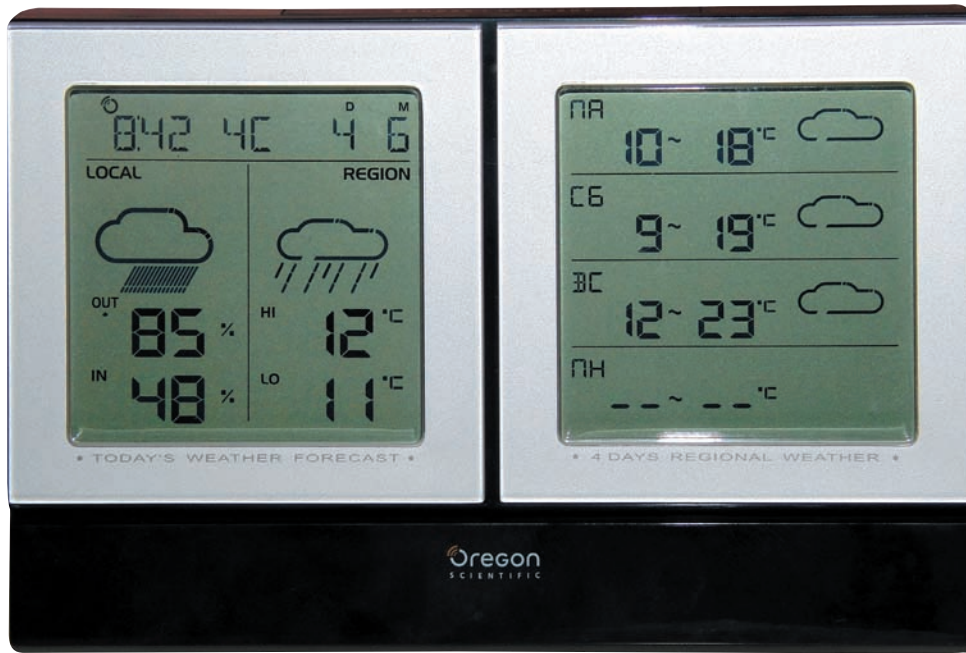 D M
8:42 ЧС 4 6
LOCAL REGION
OUT 85 % HI 12 °C
IN 48 % LO 11 °C
• TODAY'S WEATHER FORECAST •
ПЯ
10~ 18 °C
СБ
9~ 19 °C
ВС
12~ 23 °C
ПН
--~ --°C
• 4 DAYS REGIONAL WEATHER •
Oregon
SCIENTIFIC